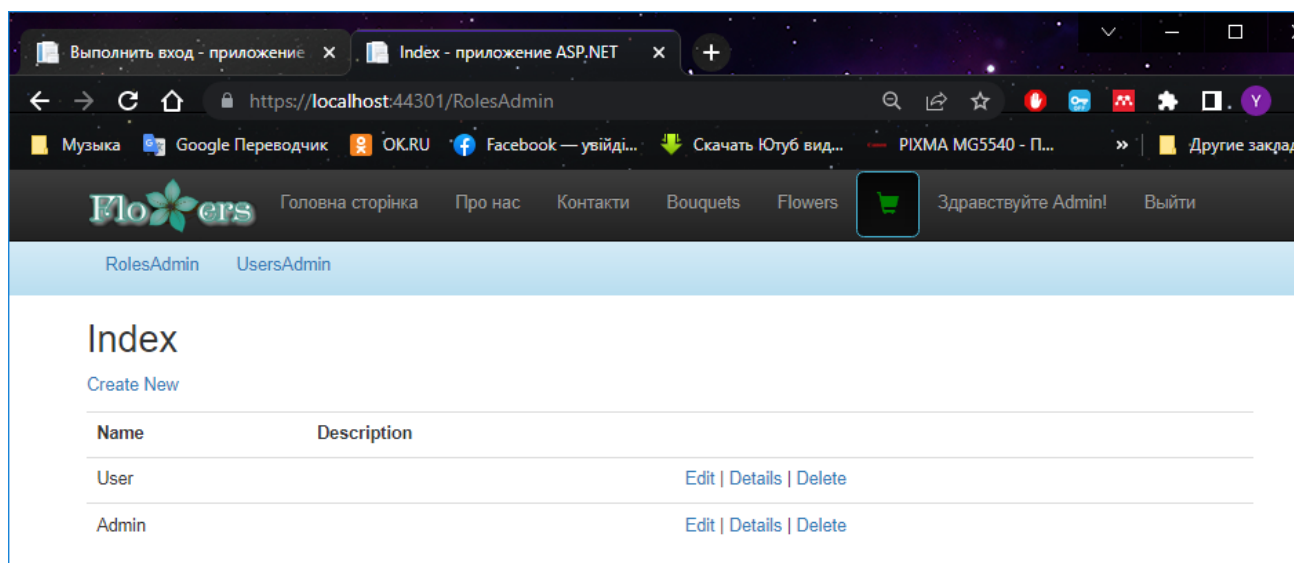 Выполнить вход - приложение Index - приложение ASP.NET
https://localhost:44301/RolesAdmin Y
Музыка Google Переводчик OK.RU Facebook — увійді... Скачать Ютуб вид... PIXMA MG5540 - П... » Другие заклад
Flowers Головна сторінка Про нас Контакти Bouquets Flowers Здравствуйте Admin! Выйти
RolesAdmin UsersAdmin
Index
Create New
Name Description
User Edit | Details | Delete
Admin Edit | Details | Delete